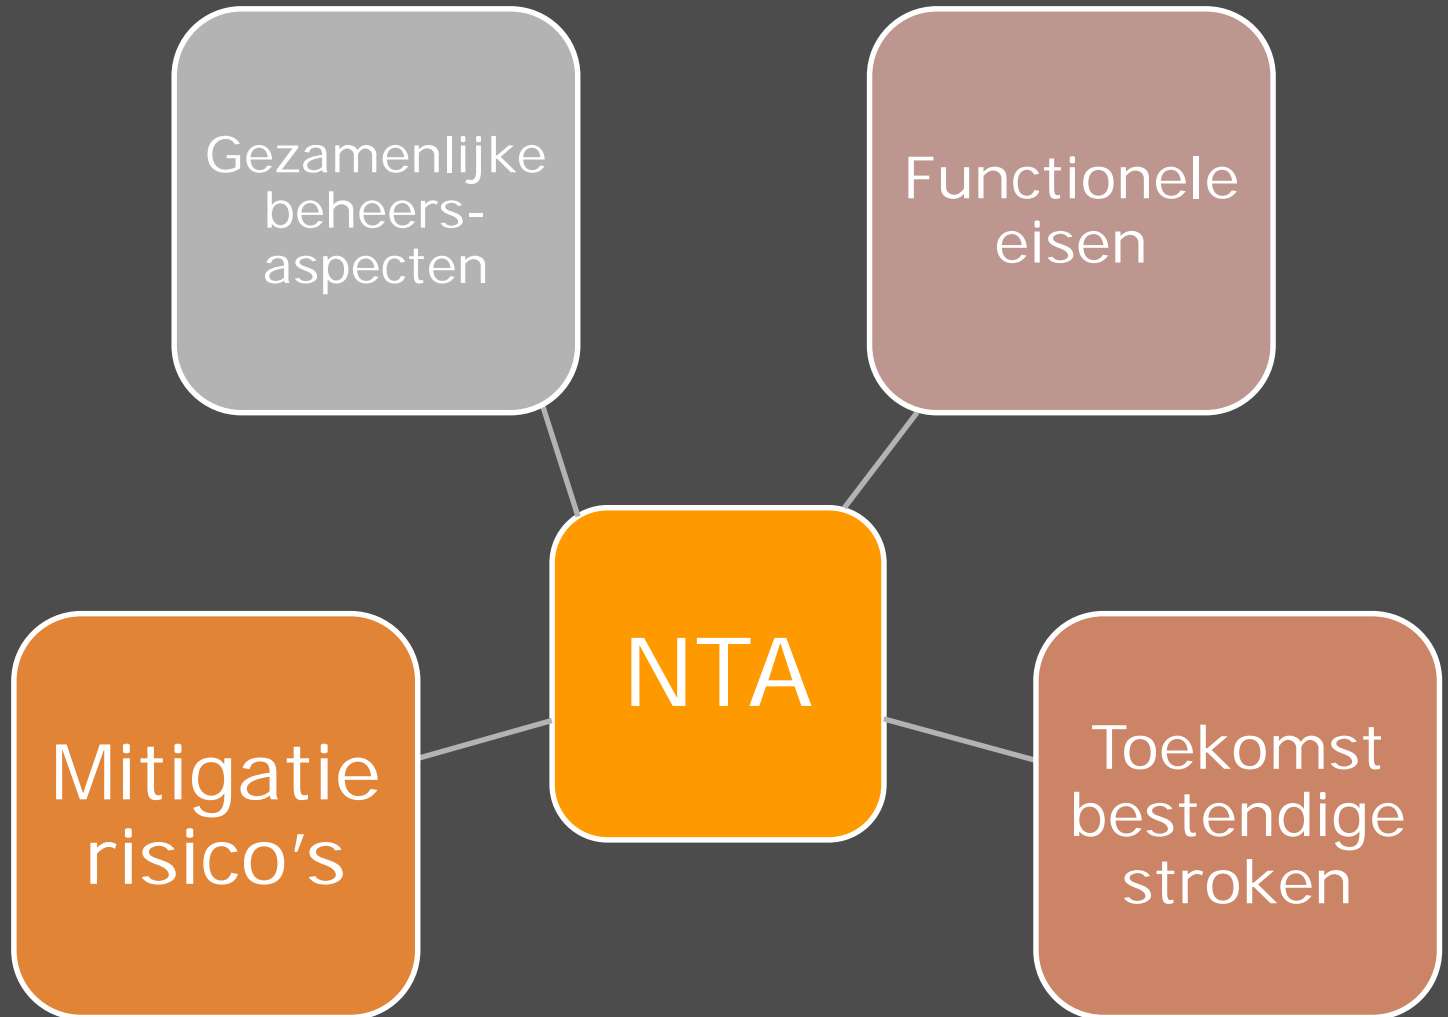 Gezamenlijke
beheers-
aspecten
Functionele
eisen
NTA
Mitigatie
risico's
Toekomst
bestendige
stroken